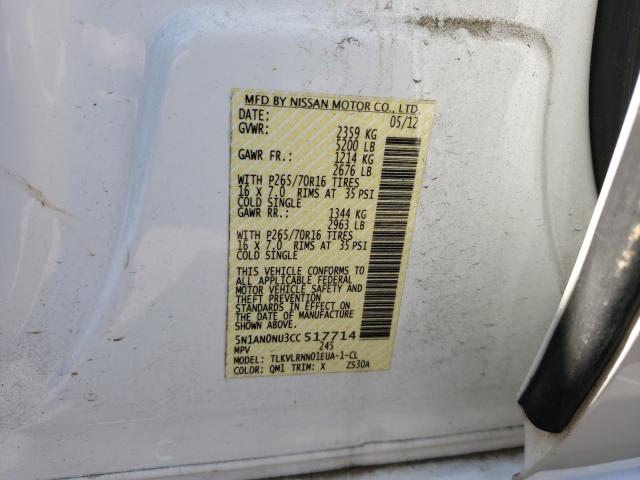 MFD BY NISSAN MOTOR CO., LTD.
DATE: 05/12
GVWR: 2359 KG
5200 LB
GAWR FR.: 1214 KG
2676 LB
WITH P265/70R16 TIRES
16 X 7.0 RIMS AT 35 PSI
COLD SINGLE
GAWR RR.: 1344 KG
2963 LB
WITH P265/70R16 TIRES
16 X 7.0 RIMS AT 35 PSI
COLD SINGLE
THIS VEHICLE CONFORMS TO
ALL APPLICABLE FEDERAL
MOTOR VEHICLE SAFETY AND
THEFT PREVENTION
STANDARDS IN EFFECT ON
THE DATE OF MANUFACTURE
SHOWN ABOVE.
5N1AN0NU3CC517714
MPV 245
MODEL: TLKVLRNN01EUA-1-CL
COLOR: QM1 TRIM: X ZS30A